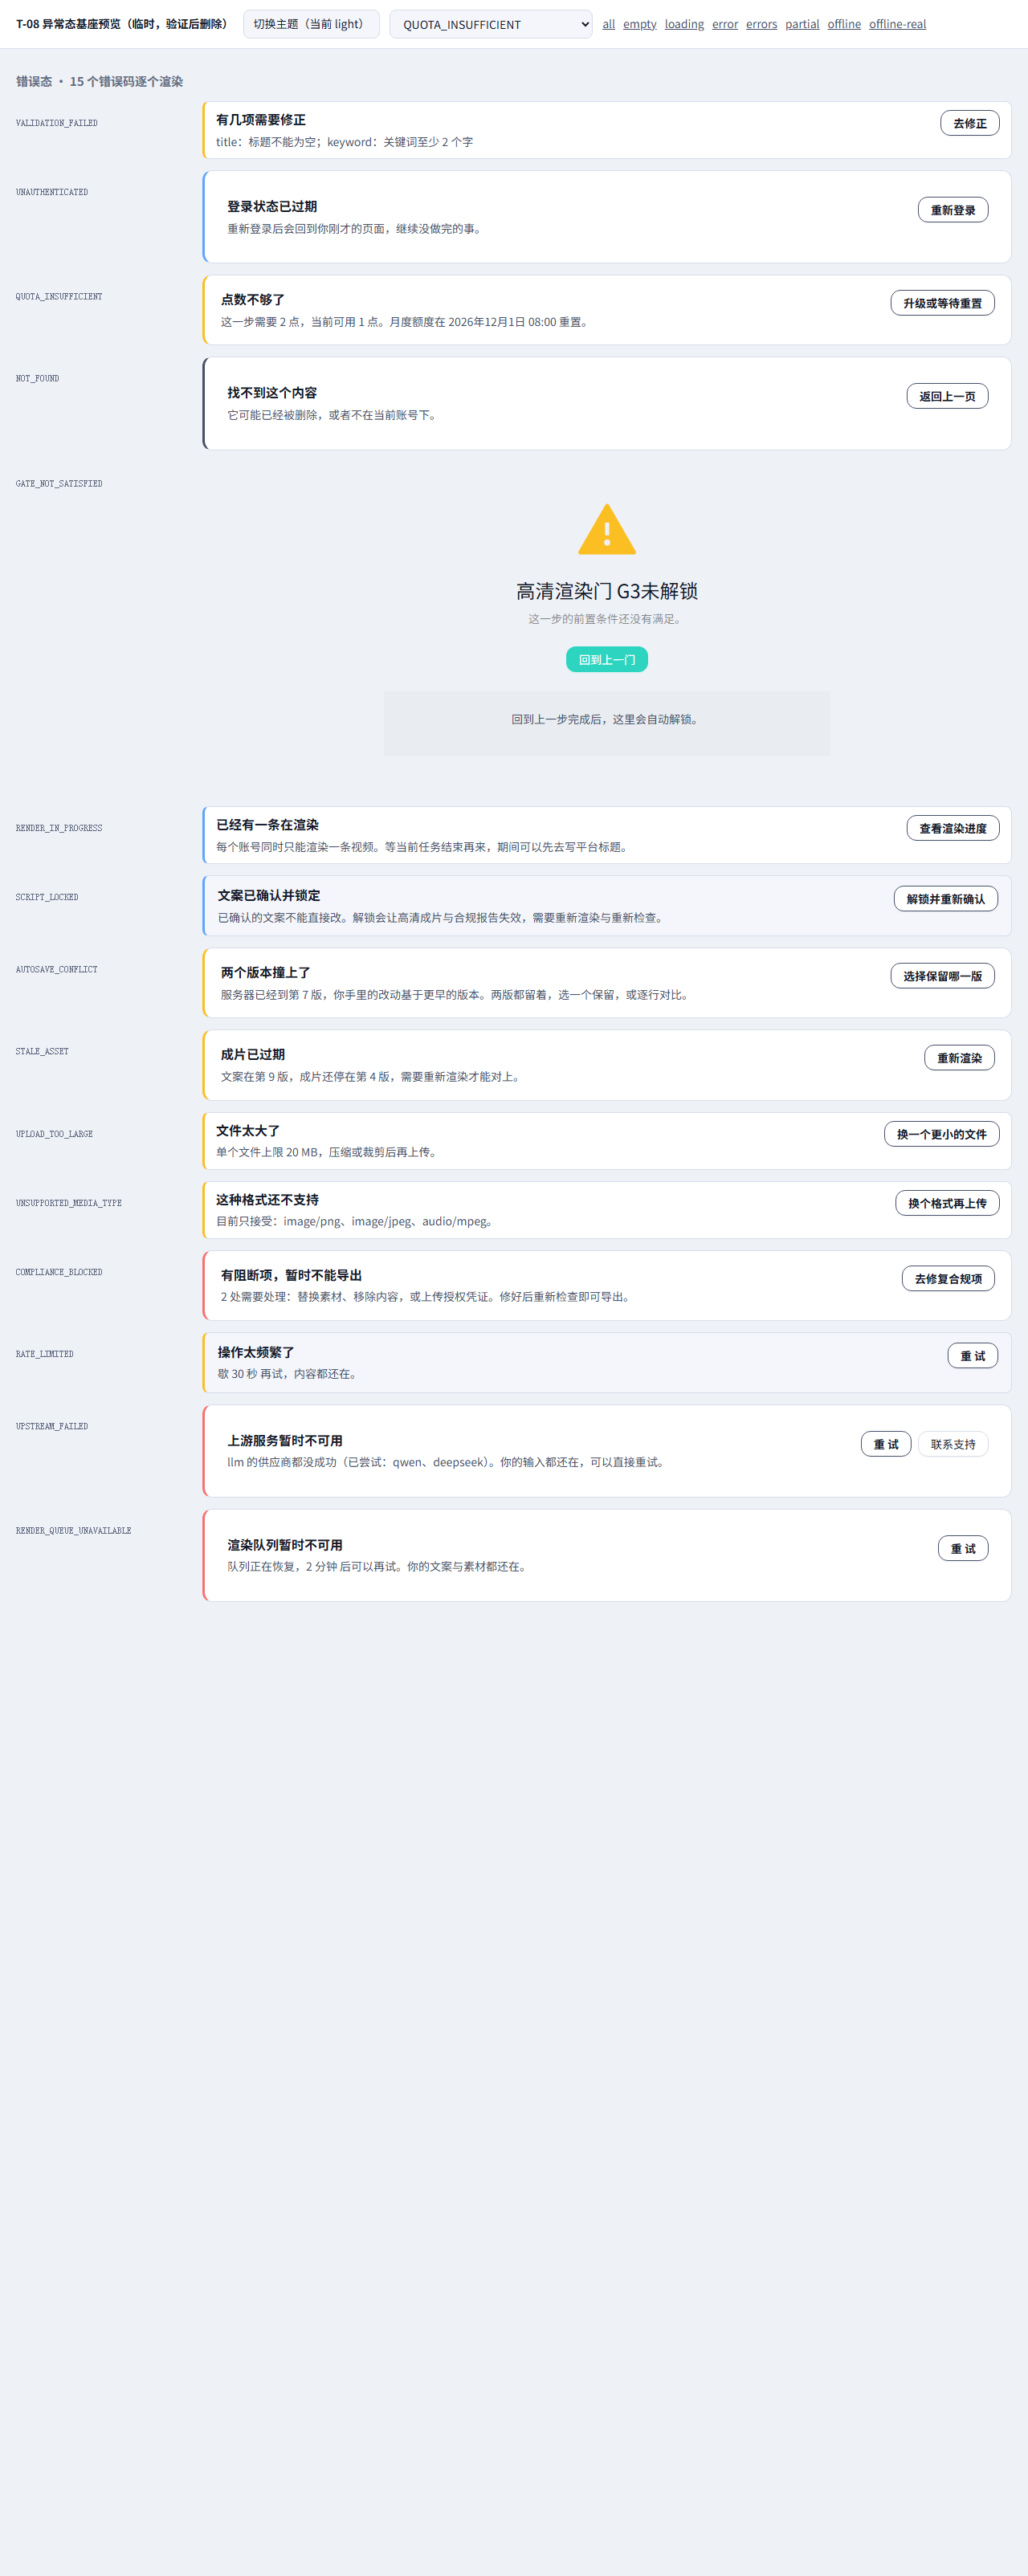 T-08 异常态基座预览（临时，验证后删除） 切换主题（当前 light） QUOTA_INSUFFICIENT all empty loading error errors partial offline offline-real
错误态 · 15 个错误码逐个渲染
VALIDATION_FAILED
有几项需要修正
title：标题不能为空；keyword：关键词至少 2 个字
去修正
UNAUTHENTICATED
登录状态已过期
重新登录后会回到你刚才的页面，继续没做完的事。
重新登录
QUOTA_INSUFFICIENT
点数不够了
这一步需要 2 点，当前可用 1 点。月度额度在 2026年12月1日 08:00 重置。
升级或等待重置
NOT_FOUND
找不到这个内容
它可能已经被删除，或者不在当前账号下。
返回上一页
GATE_NOT_SATISFIED
高清渲染门 G3未解锁
这一步的前置条件还没有满足。
回到上一门
回到上一步完成后，这里会自动解锁。
RENDER_IN_PROGRESS
已经有一条在渲染
每个账号同时只能渲染一条视频。等当前任务结束再来，期间可以先去写平台标题。
查看渲染进度
SCRIPT_LOCKED
文案已确认并锁定
已确认的文案不能直接改。解锁会让高清成片与合规报告失效，需要重新渲染与重新检查。
解锁并重新确认
AUTOSAVE_CONFLICT
两个版本撞上了
服务器已经到第 7 版，你手里的改动基于更早的版本。两版都留着，选一个保留，或逐行对比。
选择保留哪一版
STALE_ASSET
成片已过期
文案在第 9 版，成片还停在第 4 版，需要重新渲染才能对上。
重新渲染
UPLOAD_TOO_LARGE
文件太大了
单个文件上限 20 MB，压缩或裁剪后再上传。
换一个更小的文件
UNSUPPORTED_MEDIA_TYPE
这种格式还不支持
目前只接受：image/png、image/jpeg、audio/mpeg。
换个格式再上传
COMPLIANCE_BLOCKED
有阻断项，暂时不能导出
2 处需要处理：替换素材、移除内容，或上传授权凭证。修好后重新检查即可导出。
去修复合规项
RATE_LIMITED
操作太频繁了
歇 30 秒 再试，内容都还在。
重 试
UPSTREAM_FAILED
上游服务暂时不可用
llm 的供应商都没成功（已尝试：qwen、deepseek）。你的输入都还在，可以直接重试。
重 试 联系支持
RENDER_QUEUE_UNAVAILABLE
渲染队列暂时不可用
队列正在恢复，2 分钟 后可以再试。你的文案与素材都还在。
重 试